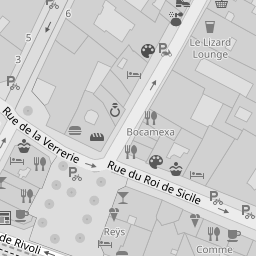 6
5
3
Le Lizard
Lounge
Rue de la Verrerie
Bocamexa
Rue du Roi de Sicile
Reys
de Rivoli
Comme